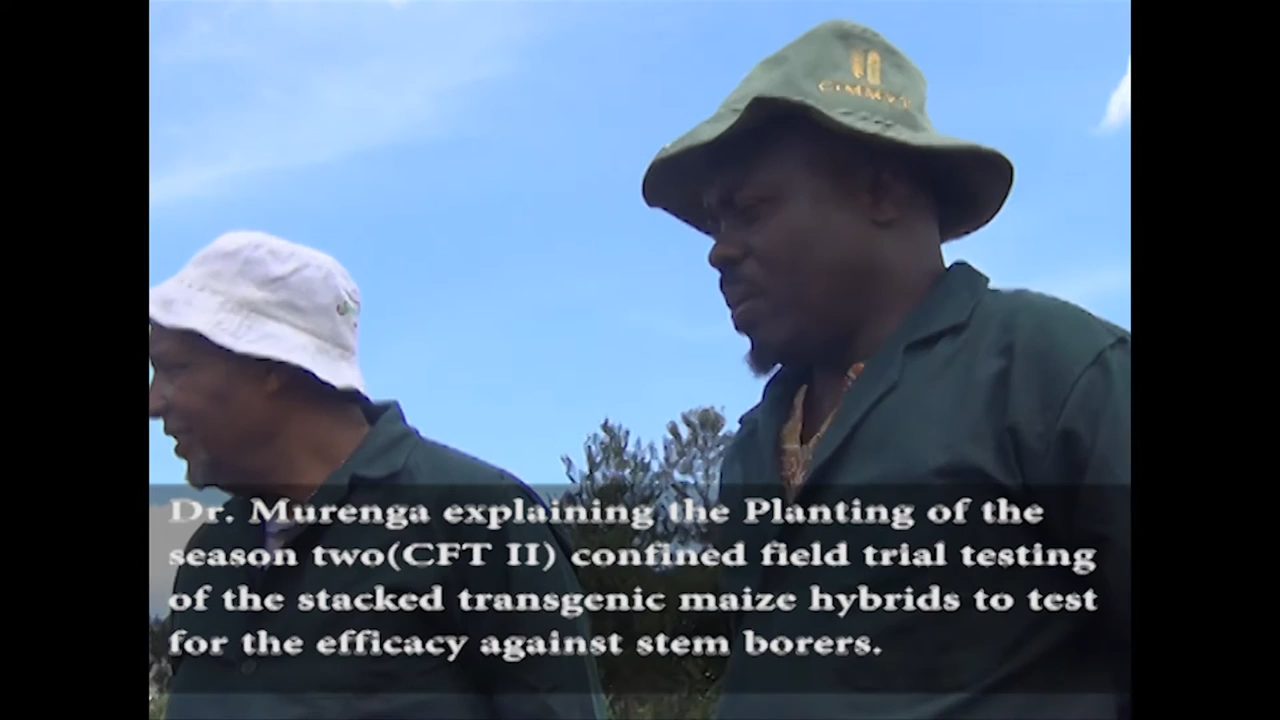 CIMMYT
Dr. Murenga explaining the Planting of the
season two(CFT II) confined field trial testing
of the stacked transgenic maize hybrids to test
for the efficacy against stem borers.